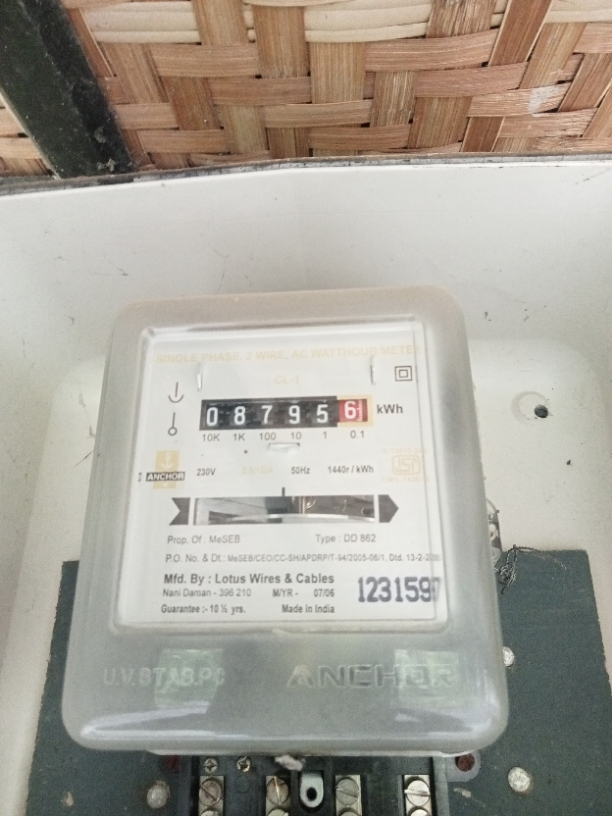 SINGLE PHASE, 2 WIRE, AC WATTHOUR METER
CL-1
08795 6 kWh
10K 1K 100 10 1 0.1
ANCHOR 230V 50Hz 1440r / kWh
Prop. Of : MeSEB Type : DD 862
P.O. No. & Dt.: MeSEB/CEO/CC-SH/APDRP/T-94/2005-06/1, Dtd. 13-2-
Mfd. By : Lotus Wires & Cables
Nani Daman - 396 210 M/YR - 07/06
Guarantee :- 10 ½ yrs. Made in India
1231599
U.V.STAB.PC ANCHOR